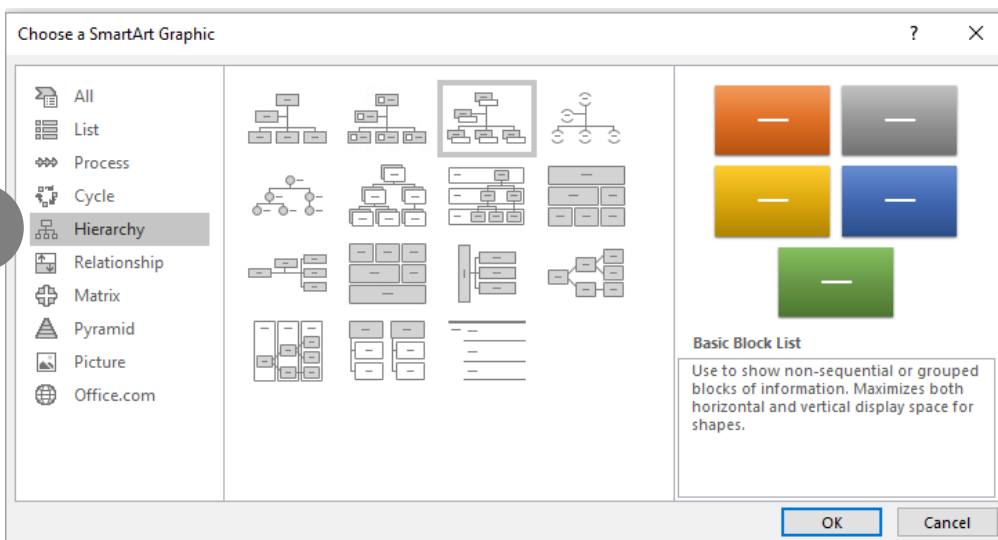 Choose a SmartArt Graphic
?
All
List
Process
Cycle
Hierarchy
Relationship
Matrix
Pyramid
Picture
Office.com
Basic Block List
Use to show non-sequential or grouped
blocks of information. Maximizes both
horizontal and vertical display space for
shapes.
OK
Cancel